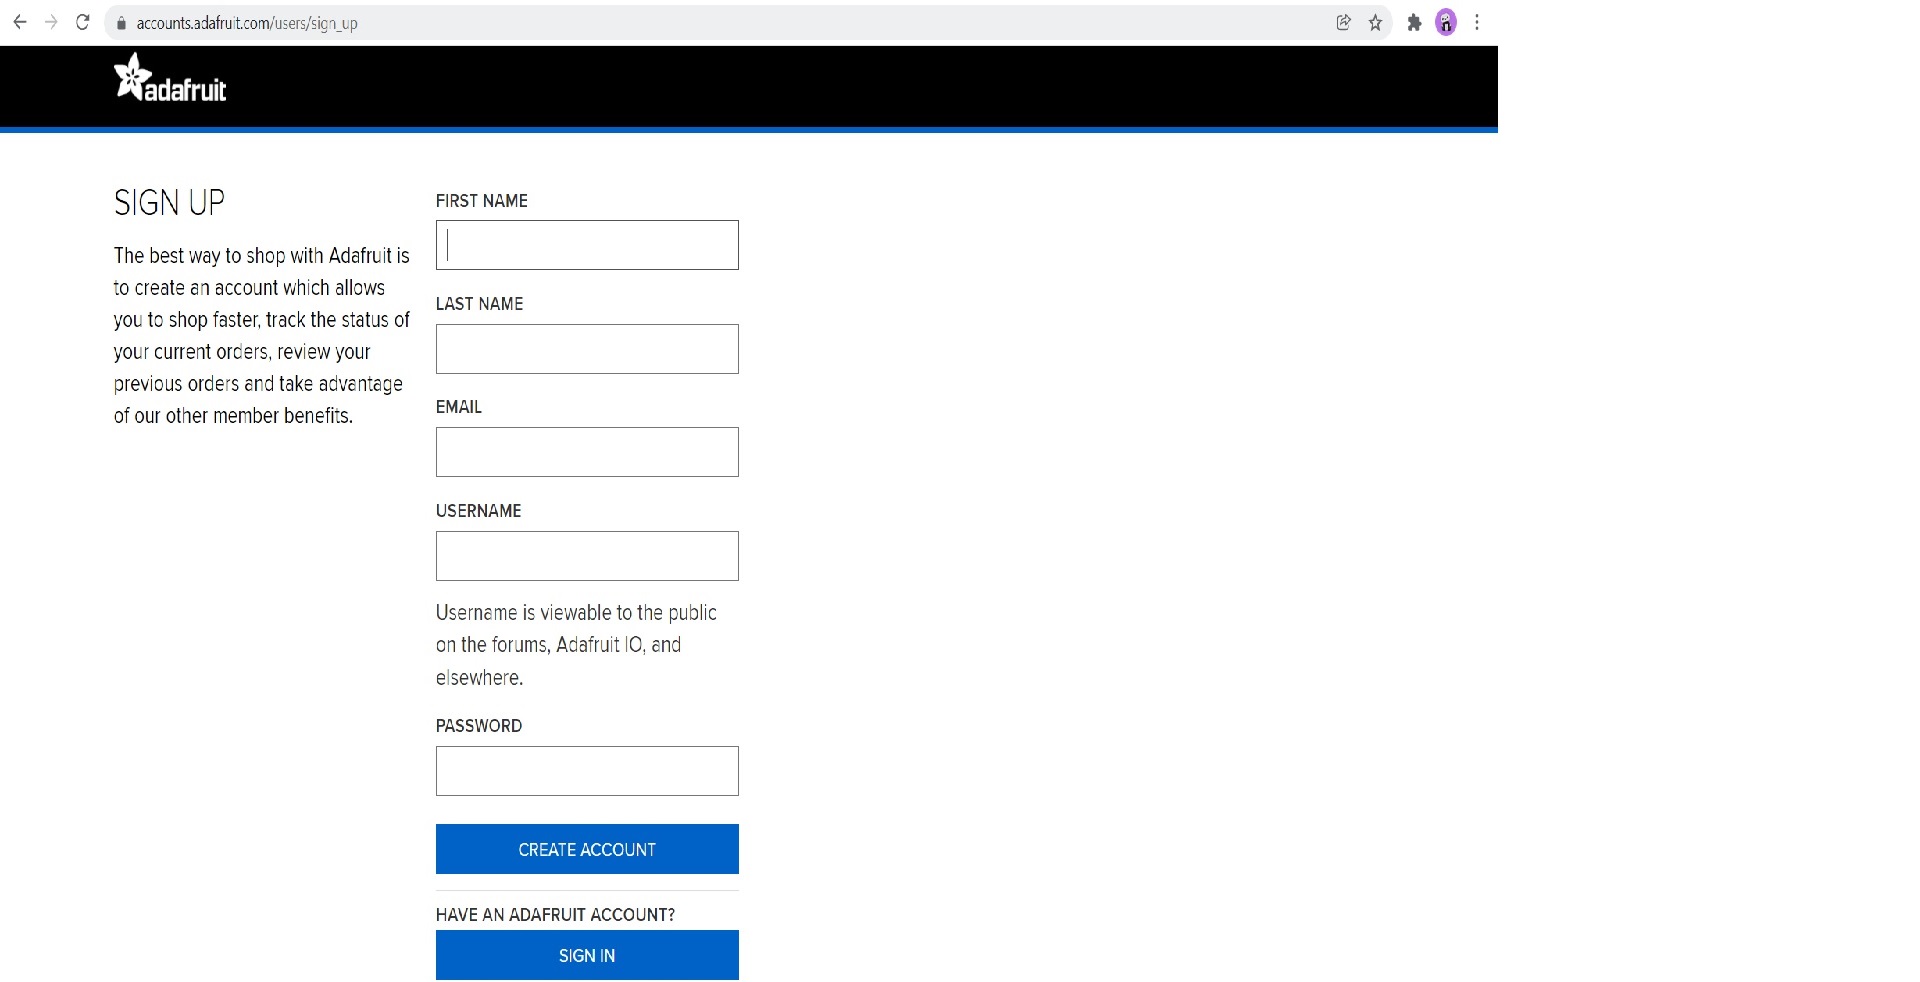 accounts.adafruit.com/users/sign_up
adafruit
SIGN UP
The best way to shop with Adafruit is
to create an account which allows
you to shop faster, track the status of
your current orders, review your
previous orders and take advantage
of our other member benefits.
FIRST NAME
LAST NAME
EMAIL
USERNAME
Username is viewable to the public
on the forums, Adafruit IO, and
elsewhere.
PASSWORD
CREATE ACCOUNT
HAVE AN ADAFRUIT ACCOUNT?
SIGN IN